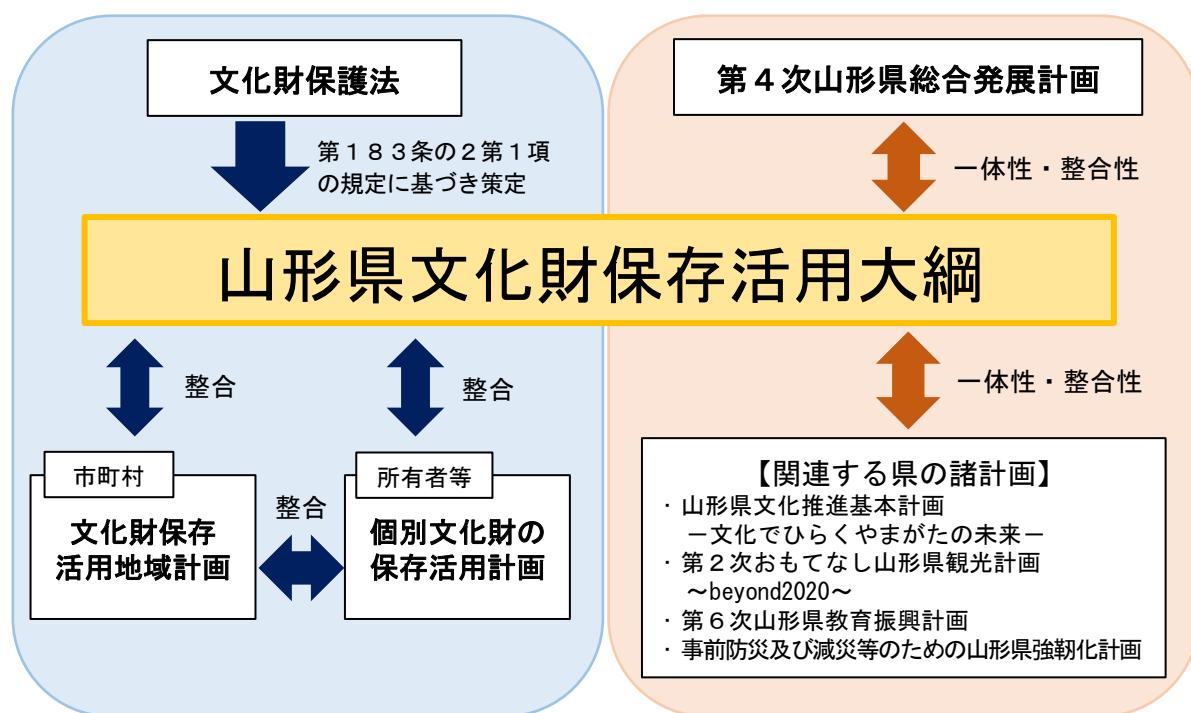 文化財保護法
第１８３条の２第１項
の規定に基づき策定
第４次山形県総合発展計画
一体性・整合性
山形県文化財保存活用大綱
整合
整合
一体性・整合性
市町村
文化財保存
活用地域計画
整合
所有者等
個別文化財の
保存活用計画
【関連する県の諸計画】
・山形県文化推進基本計画
－文化でひらくやまがたの未来－
・第２次おもてなし山形県観光計画
～beyond2020～
・第６次山形県教育振興計画
・事前防災及び減災等のための山形県強靭化計画